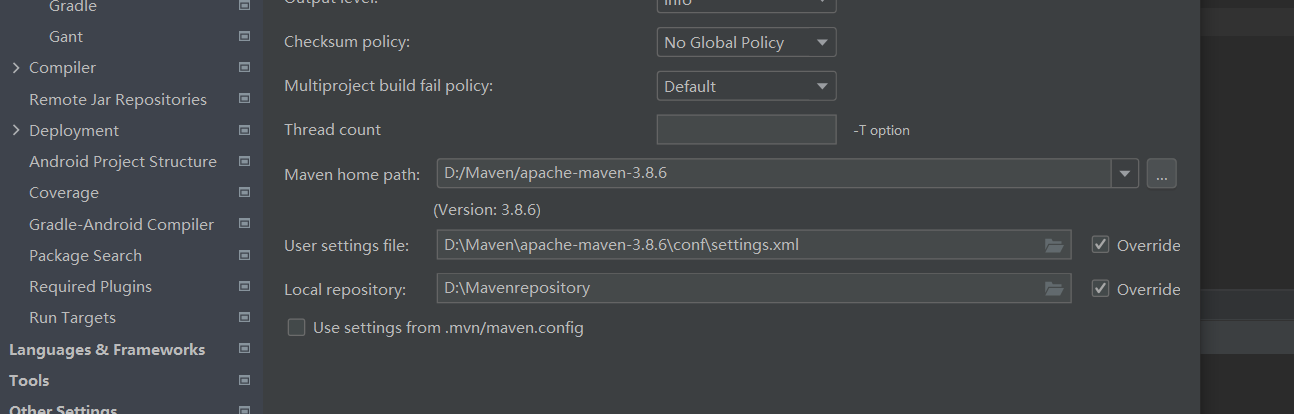 Gradle
Gant
Compiler
Remote Jar Repositories
Deployment
Android Project Structure
Coverage
Gradle-Android Compiler
Package Search
Required Plugins
Run Targets
Languages & Frameworks
Tools
Other Settings
Output level: Info
Checksum policy: No Global Policy
Multiproject build fail policy: Default
Thread count -T option
Maven home path: D:/Maven/apache-maven-3.8.6 ...
(Version: 3.8.6)
User settings file: D:\Maven\apache-maven-3.8.6\conf\settings.xml Override
Local repository: D:\Mavenrepository Override
Use settings from .mvn/maven.config